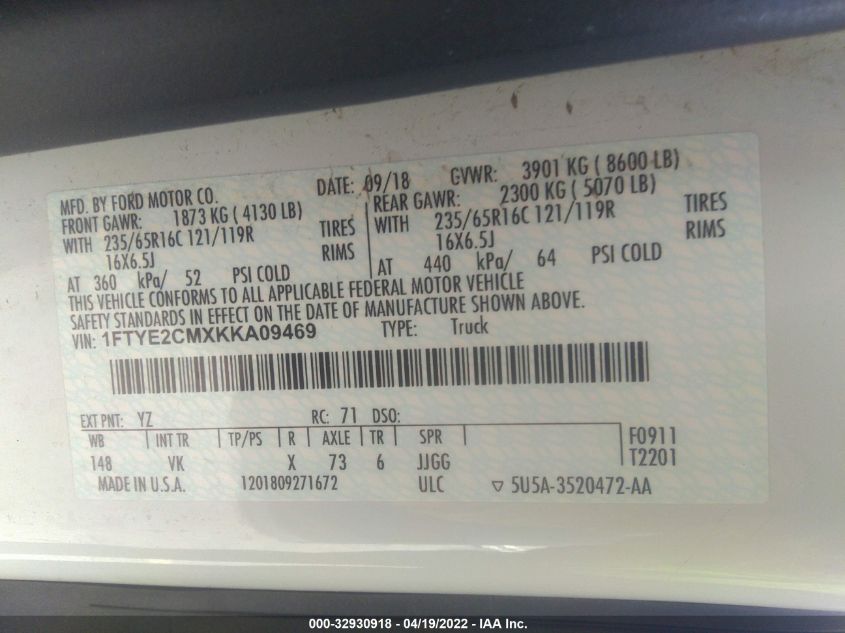 MFD. BY FORD MOTOR CO. DATE: 09/18 GVWR: 3901 KG ( 8600 LB)
FRONT GAWR: 1873 KG ( 4130 LB) REAR GAWR: 2300 KG ( 5070 LB)
WITH 235/65R16C 121/119R TIRES WITH 235/65R16C 121/119R TIRES
16X6.5J RIMS 16X6.5J RIMS
AT 360 kPa/ 52 PSI COLD AT 440 kPa/ 64 PSI COLD
THIS VEHICLE CONFORMS TO ALL APPLICABLE FEDERAL MOTOR VEHICLE
SAFETY STANDARDS IN EFFECT ON THE DATE OF MANUFACTURE SHOWN ABOVE.
VIN: 1FTYE2CMXKKA09469 TYPE: Truck
EXT PNT: YZ RC: 71 DSO:
WB INT TR TP/PS R AXLE TR SPR F0911
148 VK X 73 6 JJGG T2201
MADE IN U.S.A. 1201809271672 ULC ▽ 5U5A-3520472-AA
000-32930918 - 04/19/2022 - IAA Inc.